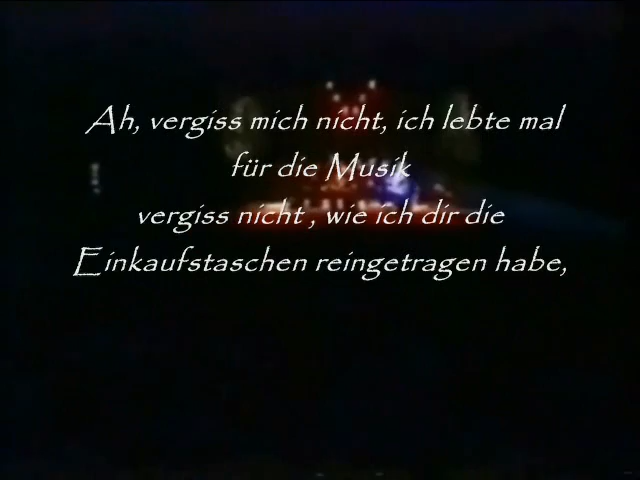 Ah, vergiss mich nicht, ich lebte mal
für die Musik
vergiss nicht , wie ich dir die
Einkaufstaschen reingetragen habe,